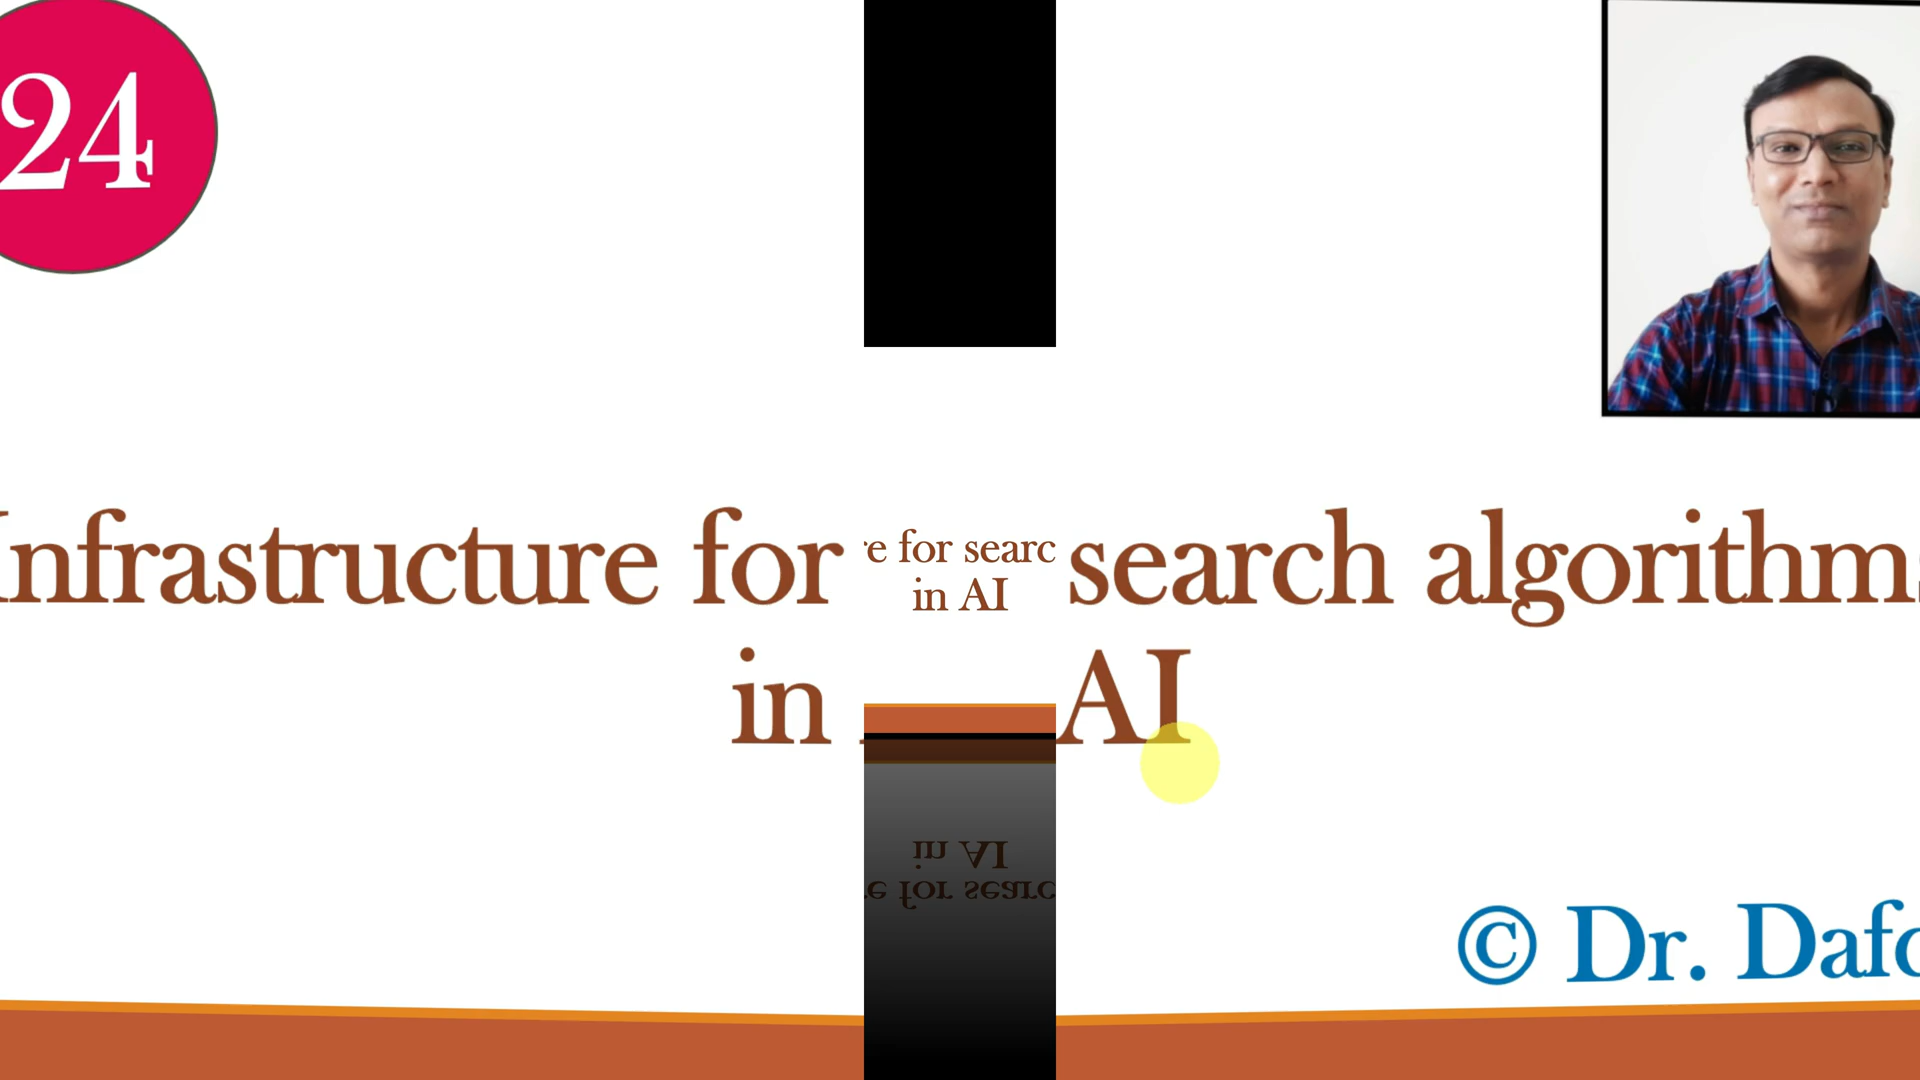 24
Infrastructure for search algorithms
in AI
e for searc
in AI
© Dr. Dafo